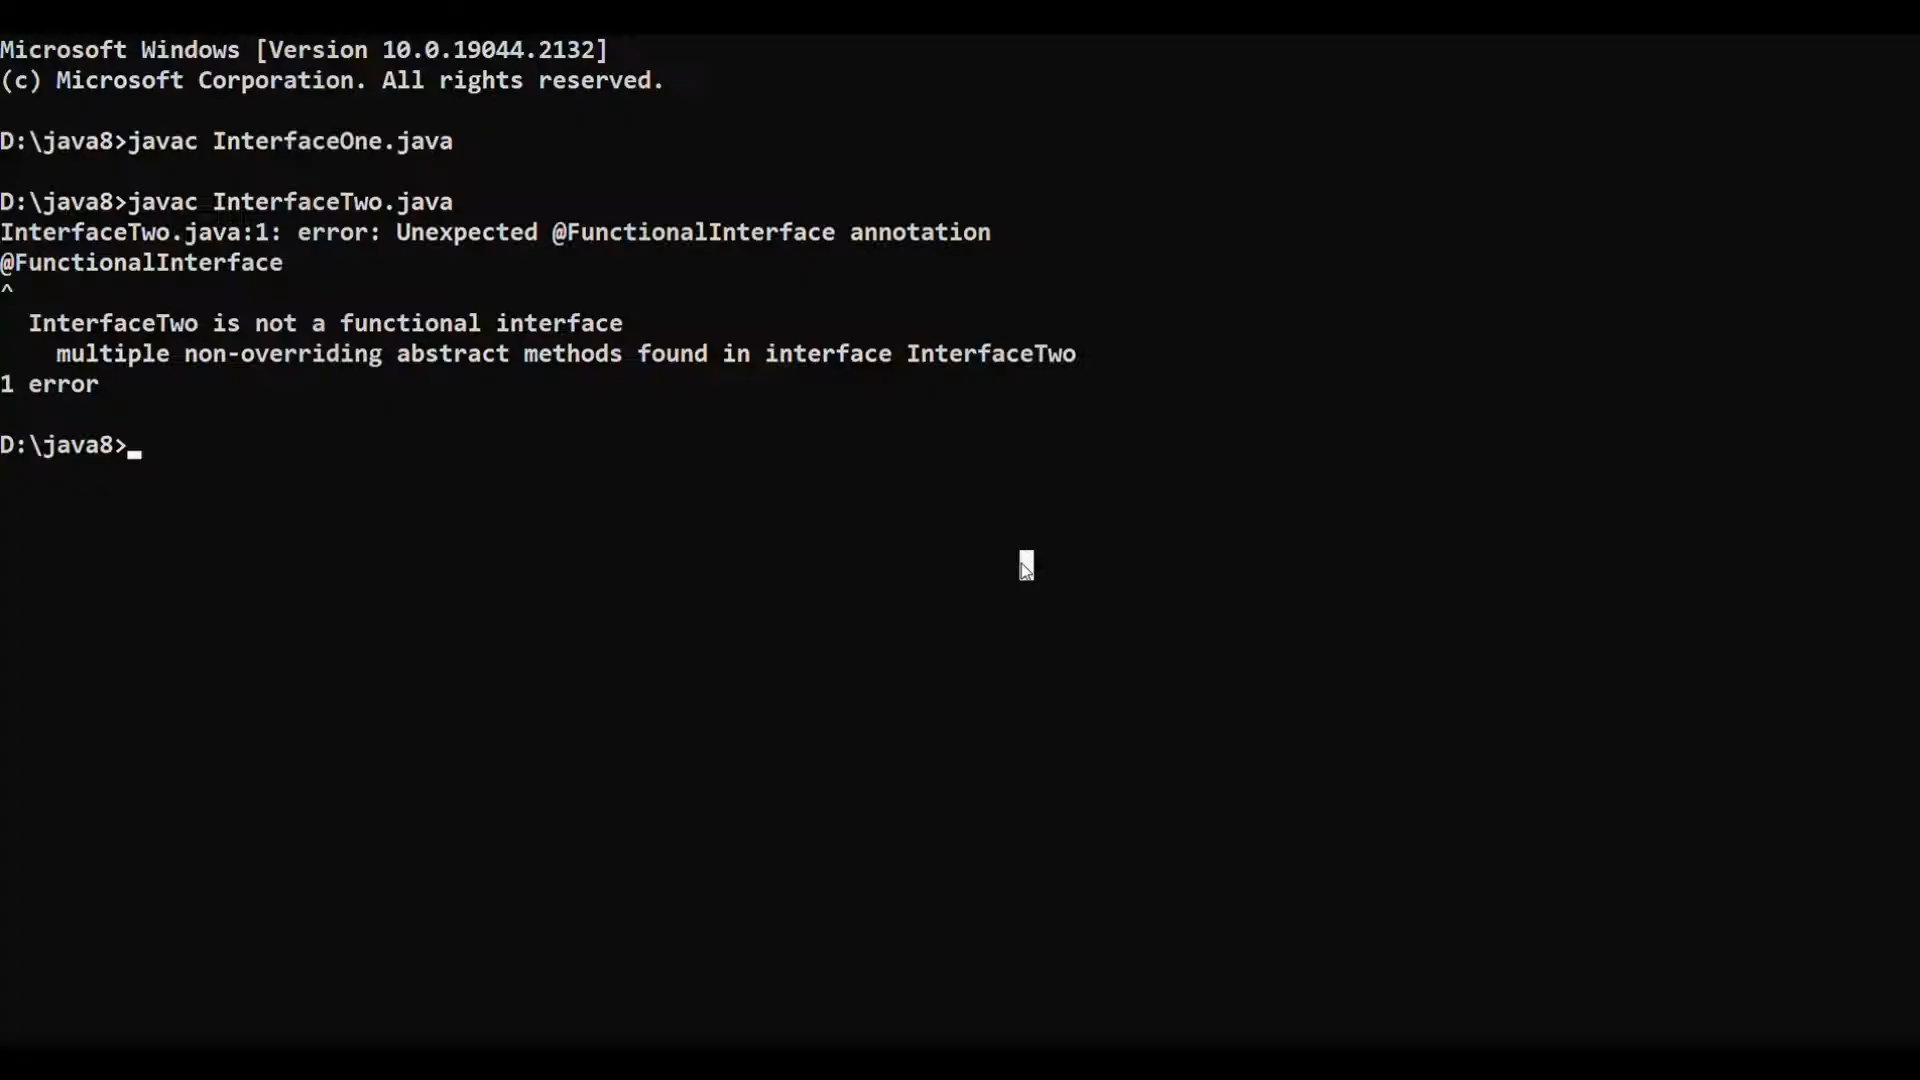 Microsoft Windows [Version 10.0.19044.2132]
(c) Microsoft Corporation. All rights reserved.
D:\java8>javac InterfaceOne.java
D:\java8>javac InterfaceTwo.java
InterfaceTwo.java:1: error: Unexpected @FunctionalInterface annotation
@FunctionalInterface
^
  InterfaceTwo is not a functional interface
    multiple non-overriding abstract methods found in interface InterfaceTwo
1 error
D:\java8>